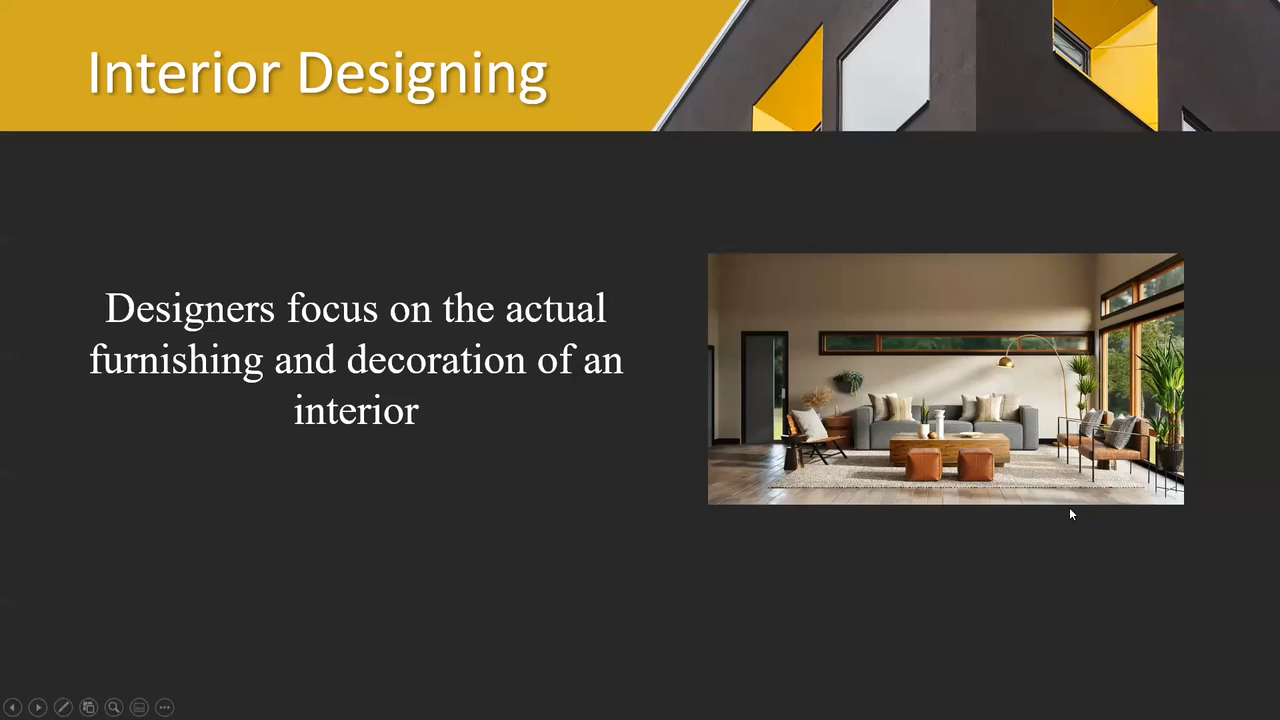 Interior Designing
Designers focus on the actual
furnishing and decoration of an
interior